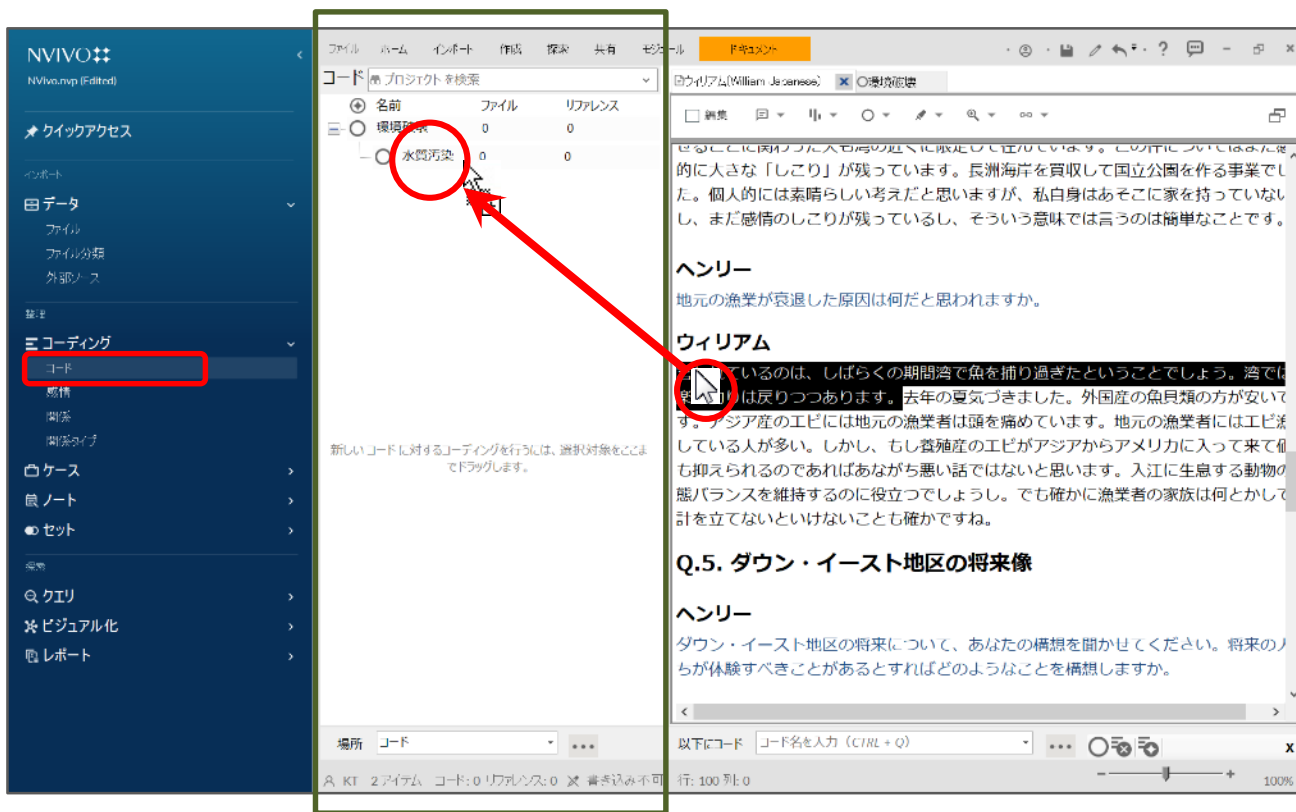 NVIVO
NVivo.nvp (Edited)
クイックアクセス
インポート
データ
ファイル
ファイル分類
外部ソース
整理
コーディング
コード
感情
関係
関係タイプ
ケース
ノート
セット
探索
クエリ
ビジュアル化
レポート
ファイル ホーム インポート 作成 探索 共有 モジュール ドキュメント
コード プロジェクトを検索
名前 ファイル リファレンス
環境破壊 0 0
水質汚染 0 0
新しいコードに対するコーディングを行うには、選択対象をここま
でドラッグします。
場所 コード
KT 2アイテム コード: 0 リファレンス: 0 書き込み不可
ウィリアム(William Japanese) 環境破壊
編集
的に大きな「しこり」が残っています。長洲海岸を買収して国立公園を作る事業でし
た。個人的には素晴らしい考えだと思いますが、私自身はあそこに家を持っていない
し、まだ感情のしこりが残っているし、そういう意味では言うのは簡単なことです。
ヘンリー
地元の漁業が衰退した原因は何だと思われますか。
ウィリアム
ているのは、しばらくの期間湾で魚を捕り過ぎたということでしょう。湾では
は戻りつつあります。去年の夏気づきました。外国産の魚貝類の方が安いで
す。アジア産のエビには地元の漁業者は頭を痛めています。地元の漁業者にはエビ漁
している人が多い。しかし、もし養殖産のエビがアジアからアメリカに入って来て価
も抑えられるのであればあながち悪い話ではないと思います。入江に生息する動物の
態バランスを維持するのに役立つでしょうし。でも確かに漁業者の家族は何とかして
計を立てないといけないことも確かですね。
Q.5. ダウン・イースト地区の将来像
ヘンリー
ダウン・イースト地区の将来について、あなたの構想を聞かせてください。将来の人
らが体験すべきことがあるとすればどのようなことを構想しますか。
以下にコード コード名を入力 (CTRL + Q)
行: 100 列: 0 100%